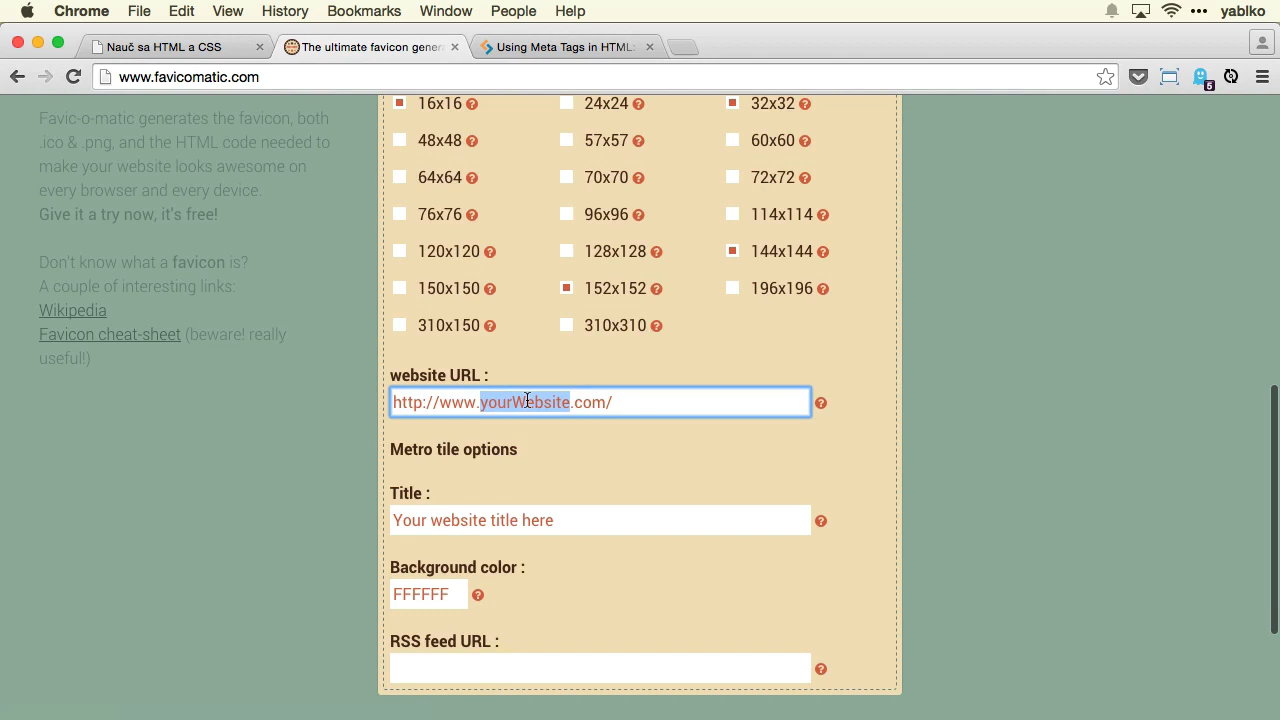 Chrome File Edit View History Bookmarks Window People Help yablko
Nauč sa HTML a CSS
The ultimate favicon gener
Using Meta Tags in HTML:
www.favicomatic.com
5
Favic-o-matic generates the favicon, both
.ico & .png, and the HTML code needed to
make your website looks awesome on
every browser and every device.
Give it a try now, it's free!
Don't know what a favicon is?
A couple of interesting links:
Wikipedia
Favicon cheat-sheet (beware! really
useful!)
16x16 ? 24x24 ? 32x32 ?
48x48 ? 57x57 ? 60x60 ?
64x64 ? 70x70 ? 72x72 ?
76x76 ? 96x96 ? 114x114 ?
120x120 ? 128x128 ? 144x144 ?
150x150 ? 152x152 ? 196x196 ?
310x150 ? 310x310 ?
website URL :
http://www.yourWebsite.com/ ?
Metro tile options
Title :
Your website title here ?
Background color :
FFFFFF ?
RSS feed URL :
?